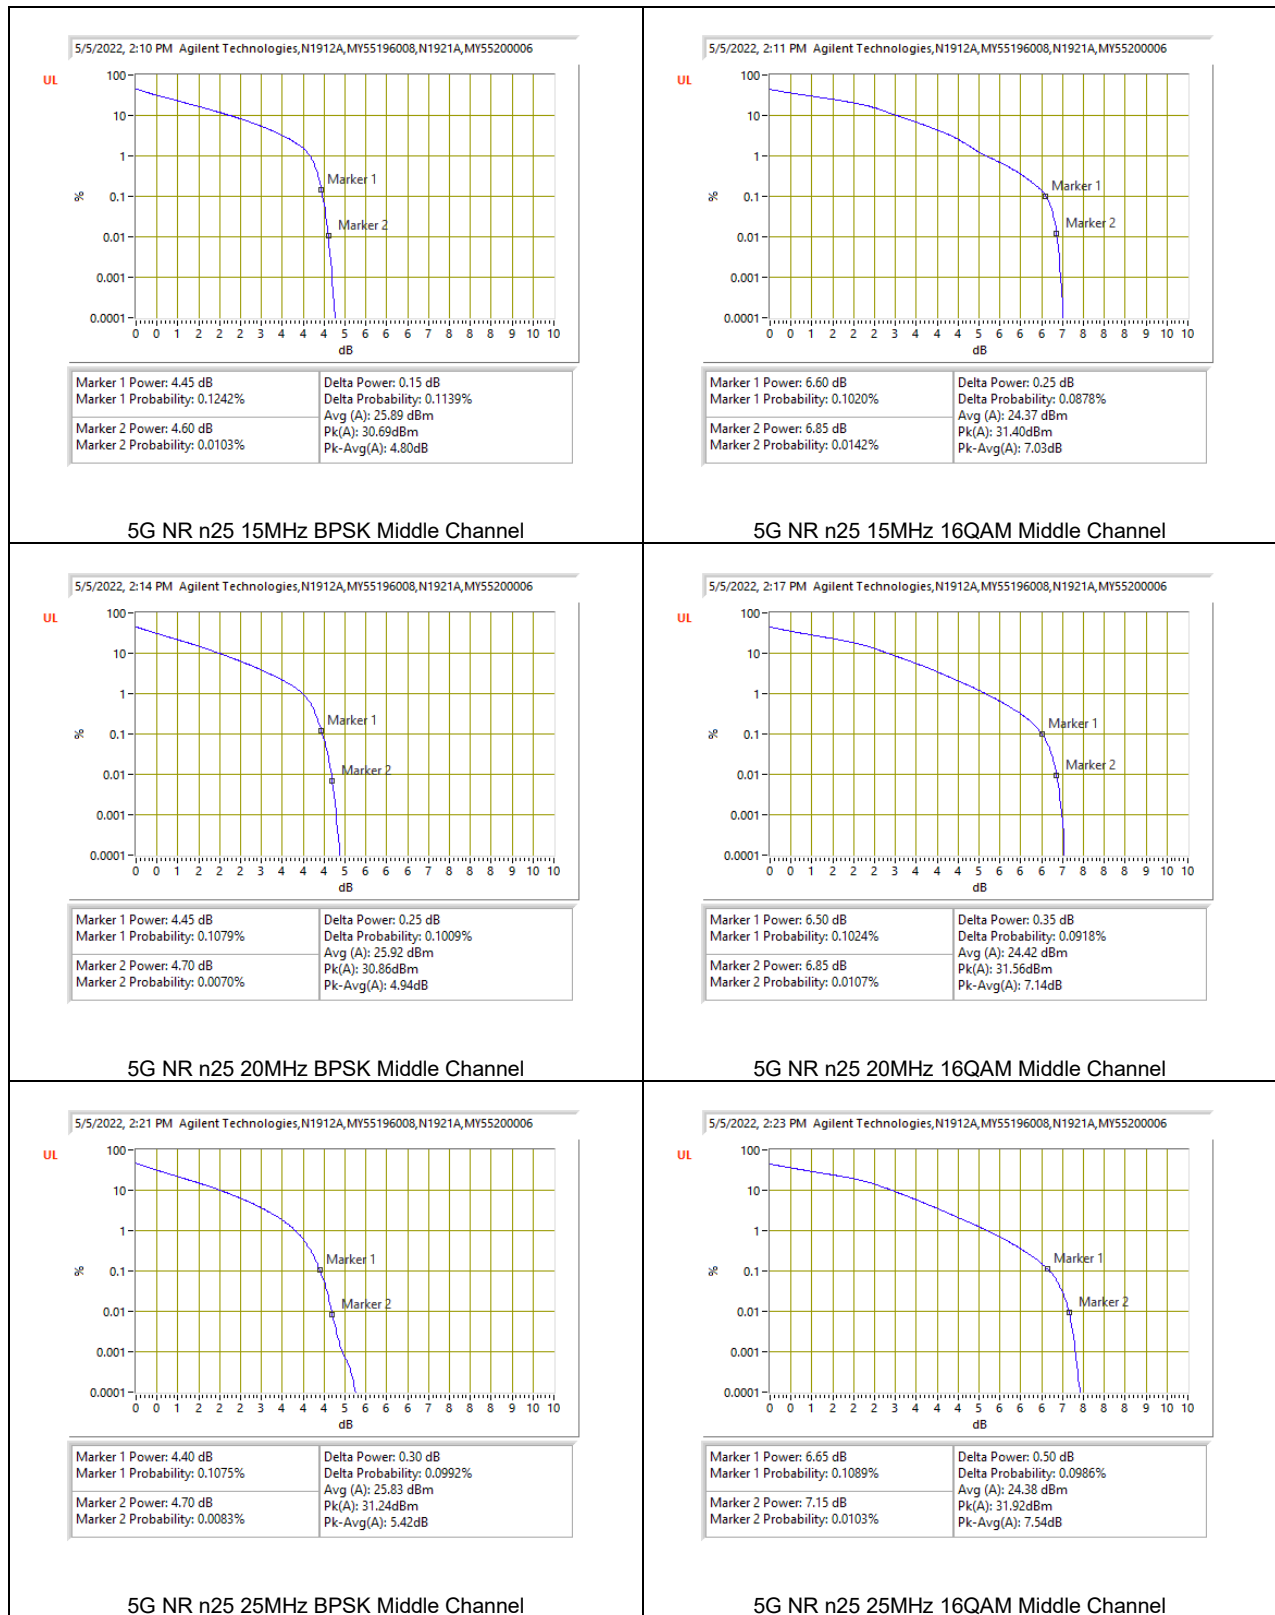 5/5/2022, 2:10 PM Agilent Technologies,N1912A,MY55196008,N1921A,MY55200006
UL
100
10
1
0.1
0.01
0.001
0.0001
%
Marker 1
Marker 2
0 0 1 2 2 2 3 4 4 4 5 6 6 6 7 8 8 8 9 10 10
dB
Marker 1 Power: 4.45 dB
Marker 1 Probability: 0.1242%
Marker 2 Power: 4.60 dB
Marker 2 Probability: 0.0103%
Delta Power: 0.15 dB
Delta Probability: 0.1139%
Avg (A): 25.89 dBm
Pk(A): 30.69dBm
Pk-Avg(A): 4.80dB
5G NR n25 15MHz BPSK Middle Channel
5/5/2022, 2:11 PM Agilent Technologies,N1912A,MY55196008,N1921A,MY55200006
UL
100
10
1
0.1
0.01
0.001
0.0001
%
Marker 1
Marker 2
0 0 1 2 2 2 3 4 4 4 5 6 6 6 7 8 8 8 9 10 10
dB
Marker 1 Power: 6.60 dB
Marker 1 Probability: 0.1020%
Marker 2 Power: 6.85 dB
Marker 2 Probability: 0.0142%
Delta Power: 0.25 dB
Delta Probability: 0.0878%
Avg (A): 24.37 dBm
Pk(A): 31.40dBm
Pk-Avg(A): 7.03dB
5G NR n25 15MHz 16QAM Middle Channel
5/5/2022, 2:14 PM Agilent Technologies,N1912A,MY55196008,N1921A,MY55200006
UL
100
10
1
0.1
0.01
0.001
0.0001
%
Marker 1
Marker 2
0 0 1 2 2 2 3 4 4 4 5 6 6 6 7 8 8 8 9 10 10
dB
Marker 1 Power: 4.45 dB
Marker 1 Probability: 0.1079%
Marker 2 Power: 4.70 dB
Marker 2 Probability: 0.0070%
Delta Power: 0.25 dB
Delta Probability: 0.1009%
Avg (A): 25.92 dBm
Pk(A): 30.86dBm
Pk-Avg(A): 4.94dB
5G NR n25 20MHz BPSK Middle Channel
5/5/2022, 2:17 PM Agilent Technologies,N1912A,MY55196008,N1921A,MY55200006
UL
100
10
1
0.1
0.01
0.001
0.0001
%
Marker 1
Marker 2
0 0 1 2 2 2 3 4 4 4 5 6 6 6 7 8 8 8 9 10 10
dB
Marker 1 Power: 6.50 dB
Marker 1 Probability: 0.1024%
Marker 2 Power: 6.85 dB
Marker 2 Probability: 0.0107%
Delta Power: 0.35 dB
Delta Probability: 0.0918%
Avg (A): 24.42 dBm
Pk(A): 31.56dBm
Pk-Avg(A): 7.14dB
5G NR n25 20MHz 16QAM Middle Channel
5/5/2022, 2:21 PM Agilent Technologies,N1912A,MY55196008,N1921A,MY55200006
UL
100
10
1
0.1
0.01
0.001
0.0001
%
Marker 1
Marker 2
0 0 1 2 2 2 3 4 4 4 5 6 6 6 7 8 8 8 9 10 10
dB
Marker 1 Power: 4.40 dB
Marker 1 Probability: 0.1075%
Marker 2 Power: 4.70 dB
Marker 2 Probability: 0.0083%
Delta Power: 0.30 dB
Delta Probability: 0.0992%
Avg (A): 25.83 dBm
Pk(A): 31.24dBm
Pk-Avg(A): 5.42dB
5G NR n25 25MHz BPSK Middle Channel
5/5/2022, 2:23 PM Agilent Technologies,N1912A,MY55196008,N1921A,MY55200006
UL
100
10
1
0.1
0.01
0.001
0.0001
%
Marker 1
Marker 2
0 0 1 2 2 2 3 4 4 4 5 6 6 6 7 8 8 8 9 10 10
dB
Marker 1 Power: 6.65 dB
Marker 1 Probability: 0.1089%
Marker 2 Power: 7.15 dB
Marker 2 Probability: 0.0103%
Delta Power: 0.50 dB
Delta Probability: 0.0986%
Avg (A): 24.38 dBm
Pk(A): 31.92dBm
Pk-Avg(A): 7.54dB
5G NR n25 25MHz 16QAM Middle Channel